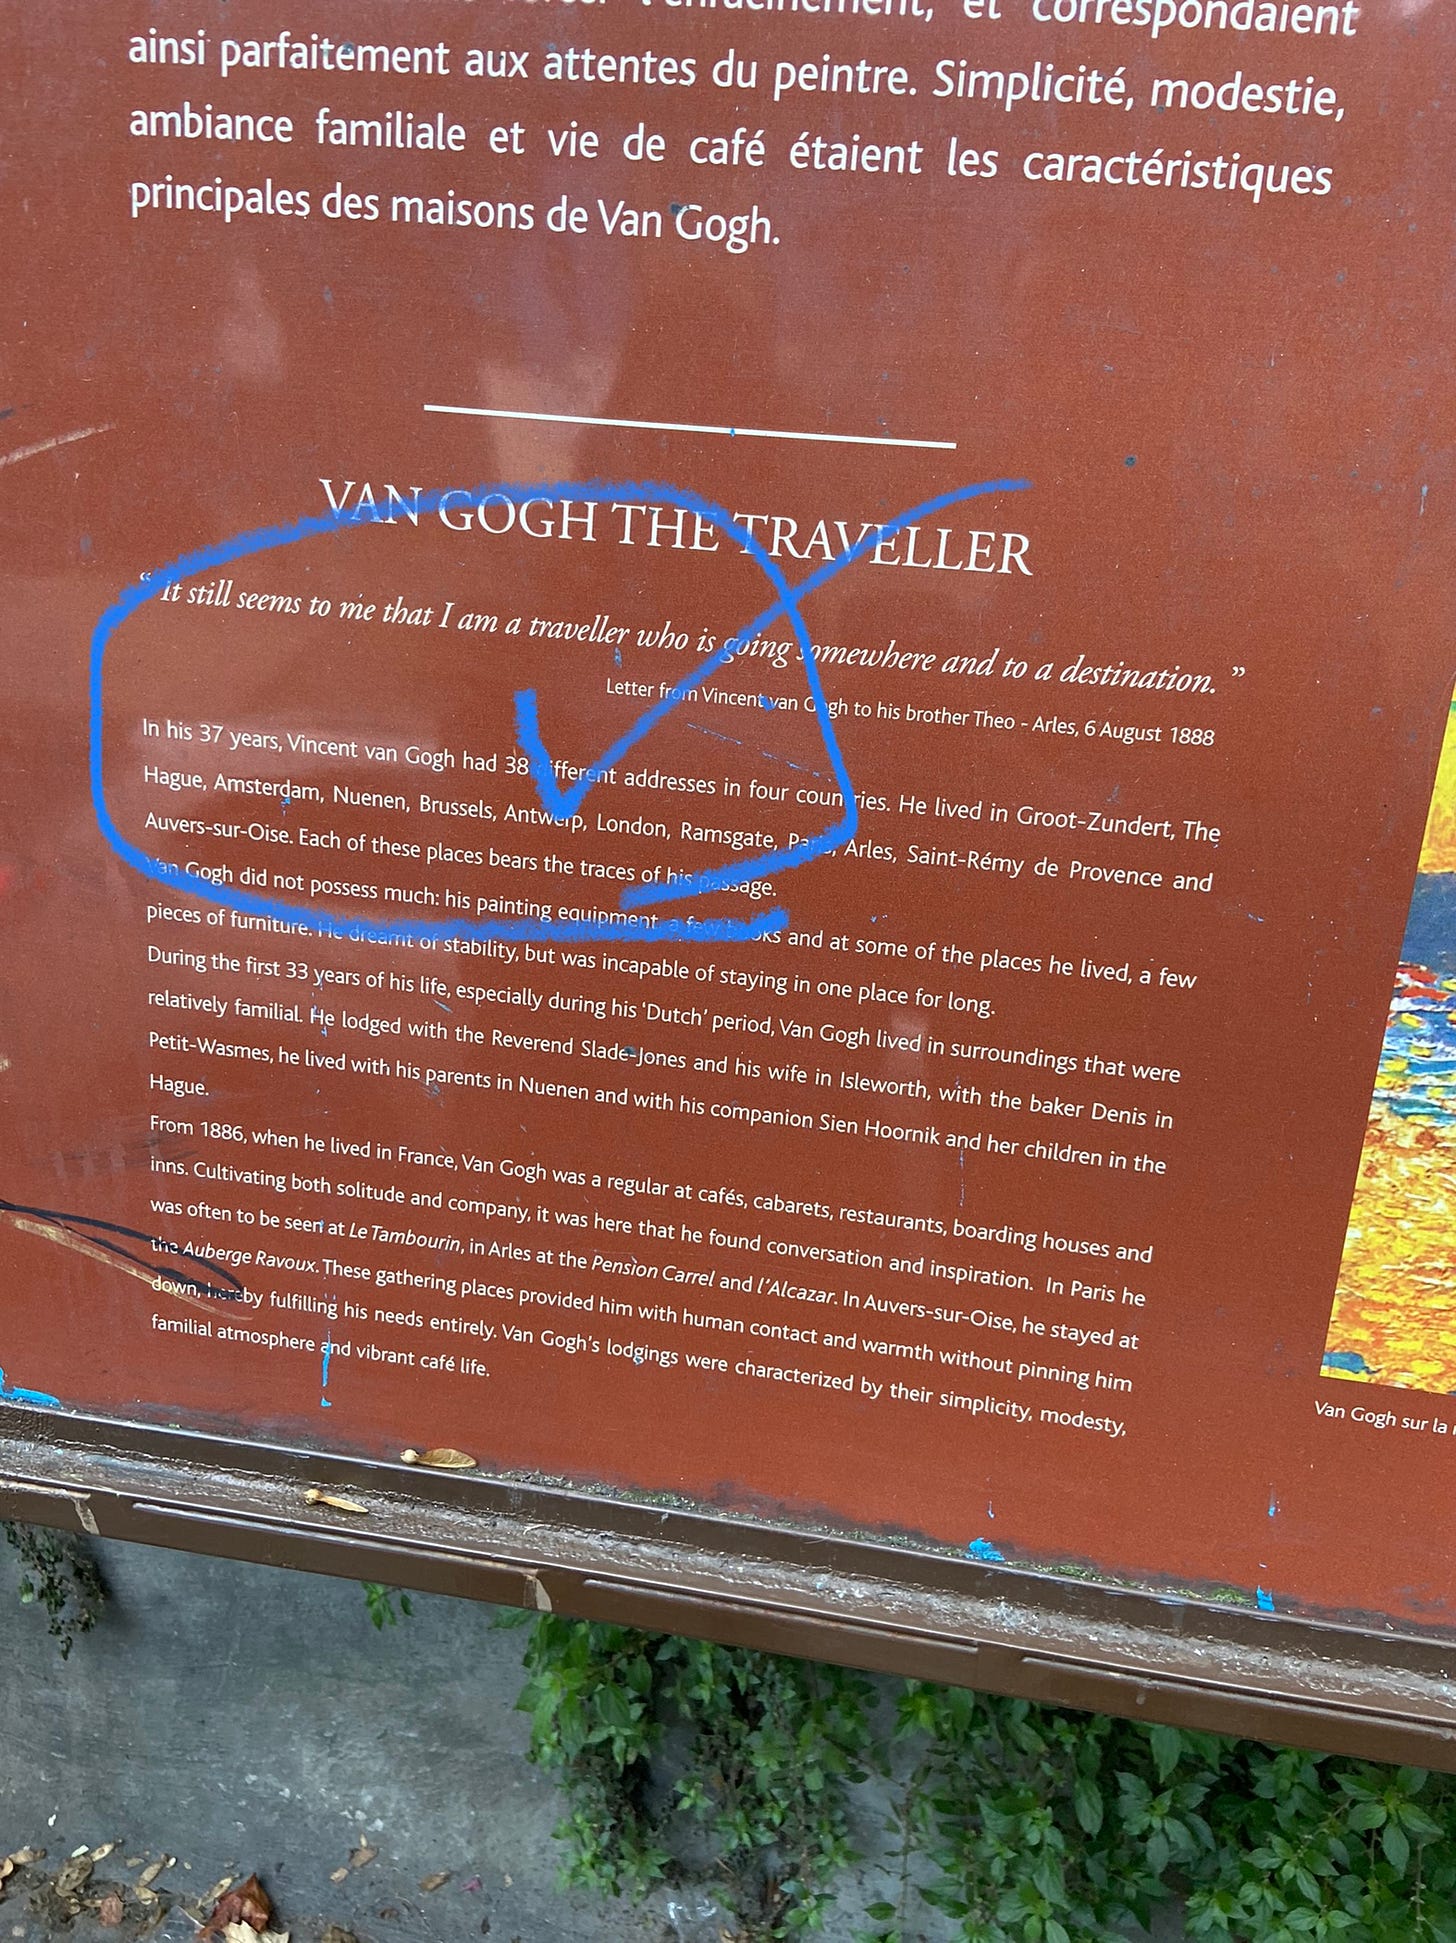 l'enracinement, et correspondaient
ainsi parfaitement aux attentes du peintre. Simplicité, modestie,
ambiance familiale et vie de café étaient les caractéristiques
principales des maisons de Van Gogh.
VAN GOGH THE TRAVELLER
“ It still seems to me that I am a traveller who is going somewhere and to a destination. ”
Letter from Vincent van Gogh to his brother Theo - Arles, 6 August 1888
In his 37 years, Vincent van Gogh had 38 different addresses in four countries. He lived in Groot-Zundert, The
Hague, Amsterdam, Nuenen, Brussels, Antwerp, London, Ramsgate, Paris, Arles, Saint-Rémy de Provence and
Auvers-sur-Oise. Each of these places bears the traces of his passage.
Van Gogh did not possess much: his painting equipment, a few books and at some of the places he lived, a few
pieces of furniture. He dreamt of stability, but was incapable of staying in one place for long.
During the first 33 years of his life, especially during his ‘Dutch’ period, Van Gogh lived in surroundings that were
relatively familial. He lodged with the Reverend Slade-Jones and his wife in Isleworth, with the baker Denis in
Petit-Wasmes, he lived with his parents in Nuenen and with his companion Sien Hoornik and her children in the
Hague.
From 1886, when he lived in France, Van Gogh was a regular at cafés, cabarets, restaurants, boarding houses and
inns. Cultivating both solitude and company, it was here that he found conversation and inspiration. In Paris he
was often to be seen at Le Tambourin, in Arles at the Pension Carrel and l’Alcazar. In Auvers-sur-Oise, he stayed at
the Auberge Ravoux. These gathering places provided him with human contact and warmth without pinning him
down, hereby fulfilling his needs entirely. Van Gogh’s lodgings were characterized by their simplicity, modesty,
familial atmosphere and vibrant café life.
Van Gogh sur la